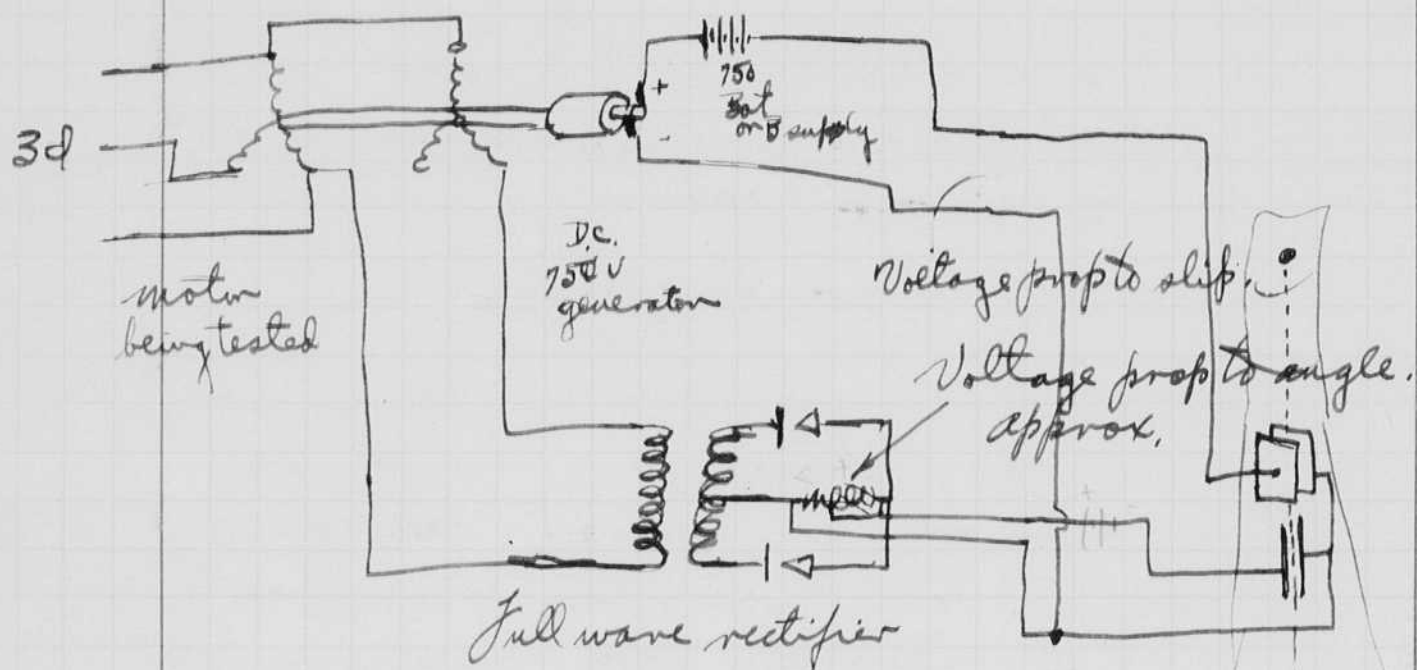 3d
+
750
Bat
or B supply
-
D.C.
750 V
generator
motor
being tested
Voltage prop to slip.
Voltage prop to angle.
approx.
Full wave rectifier